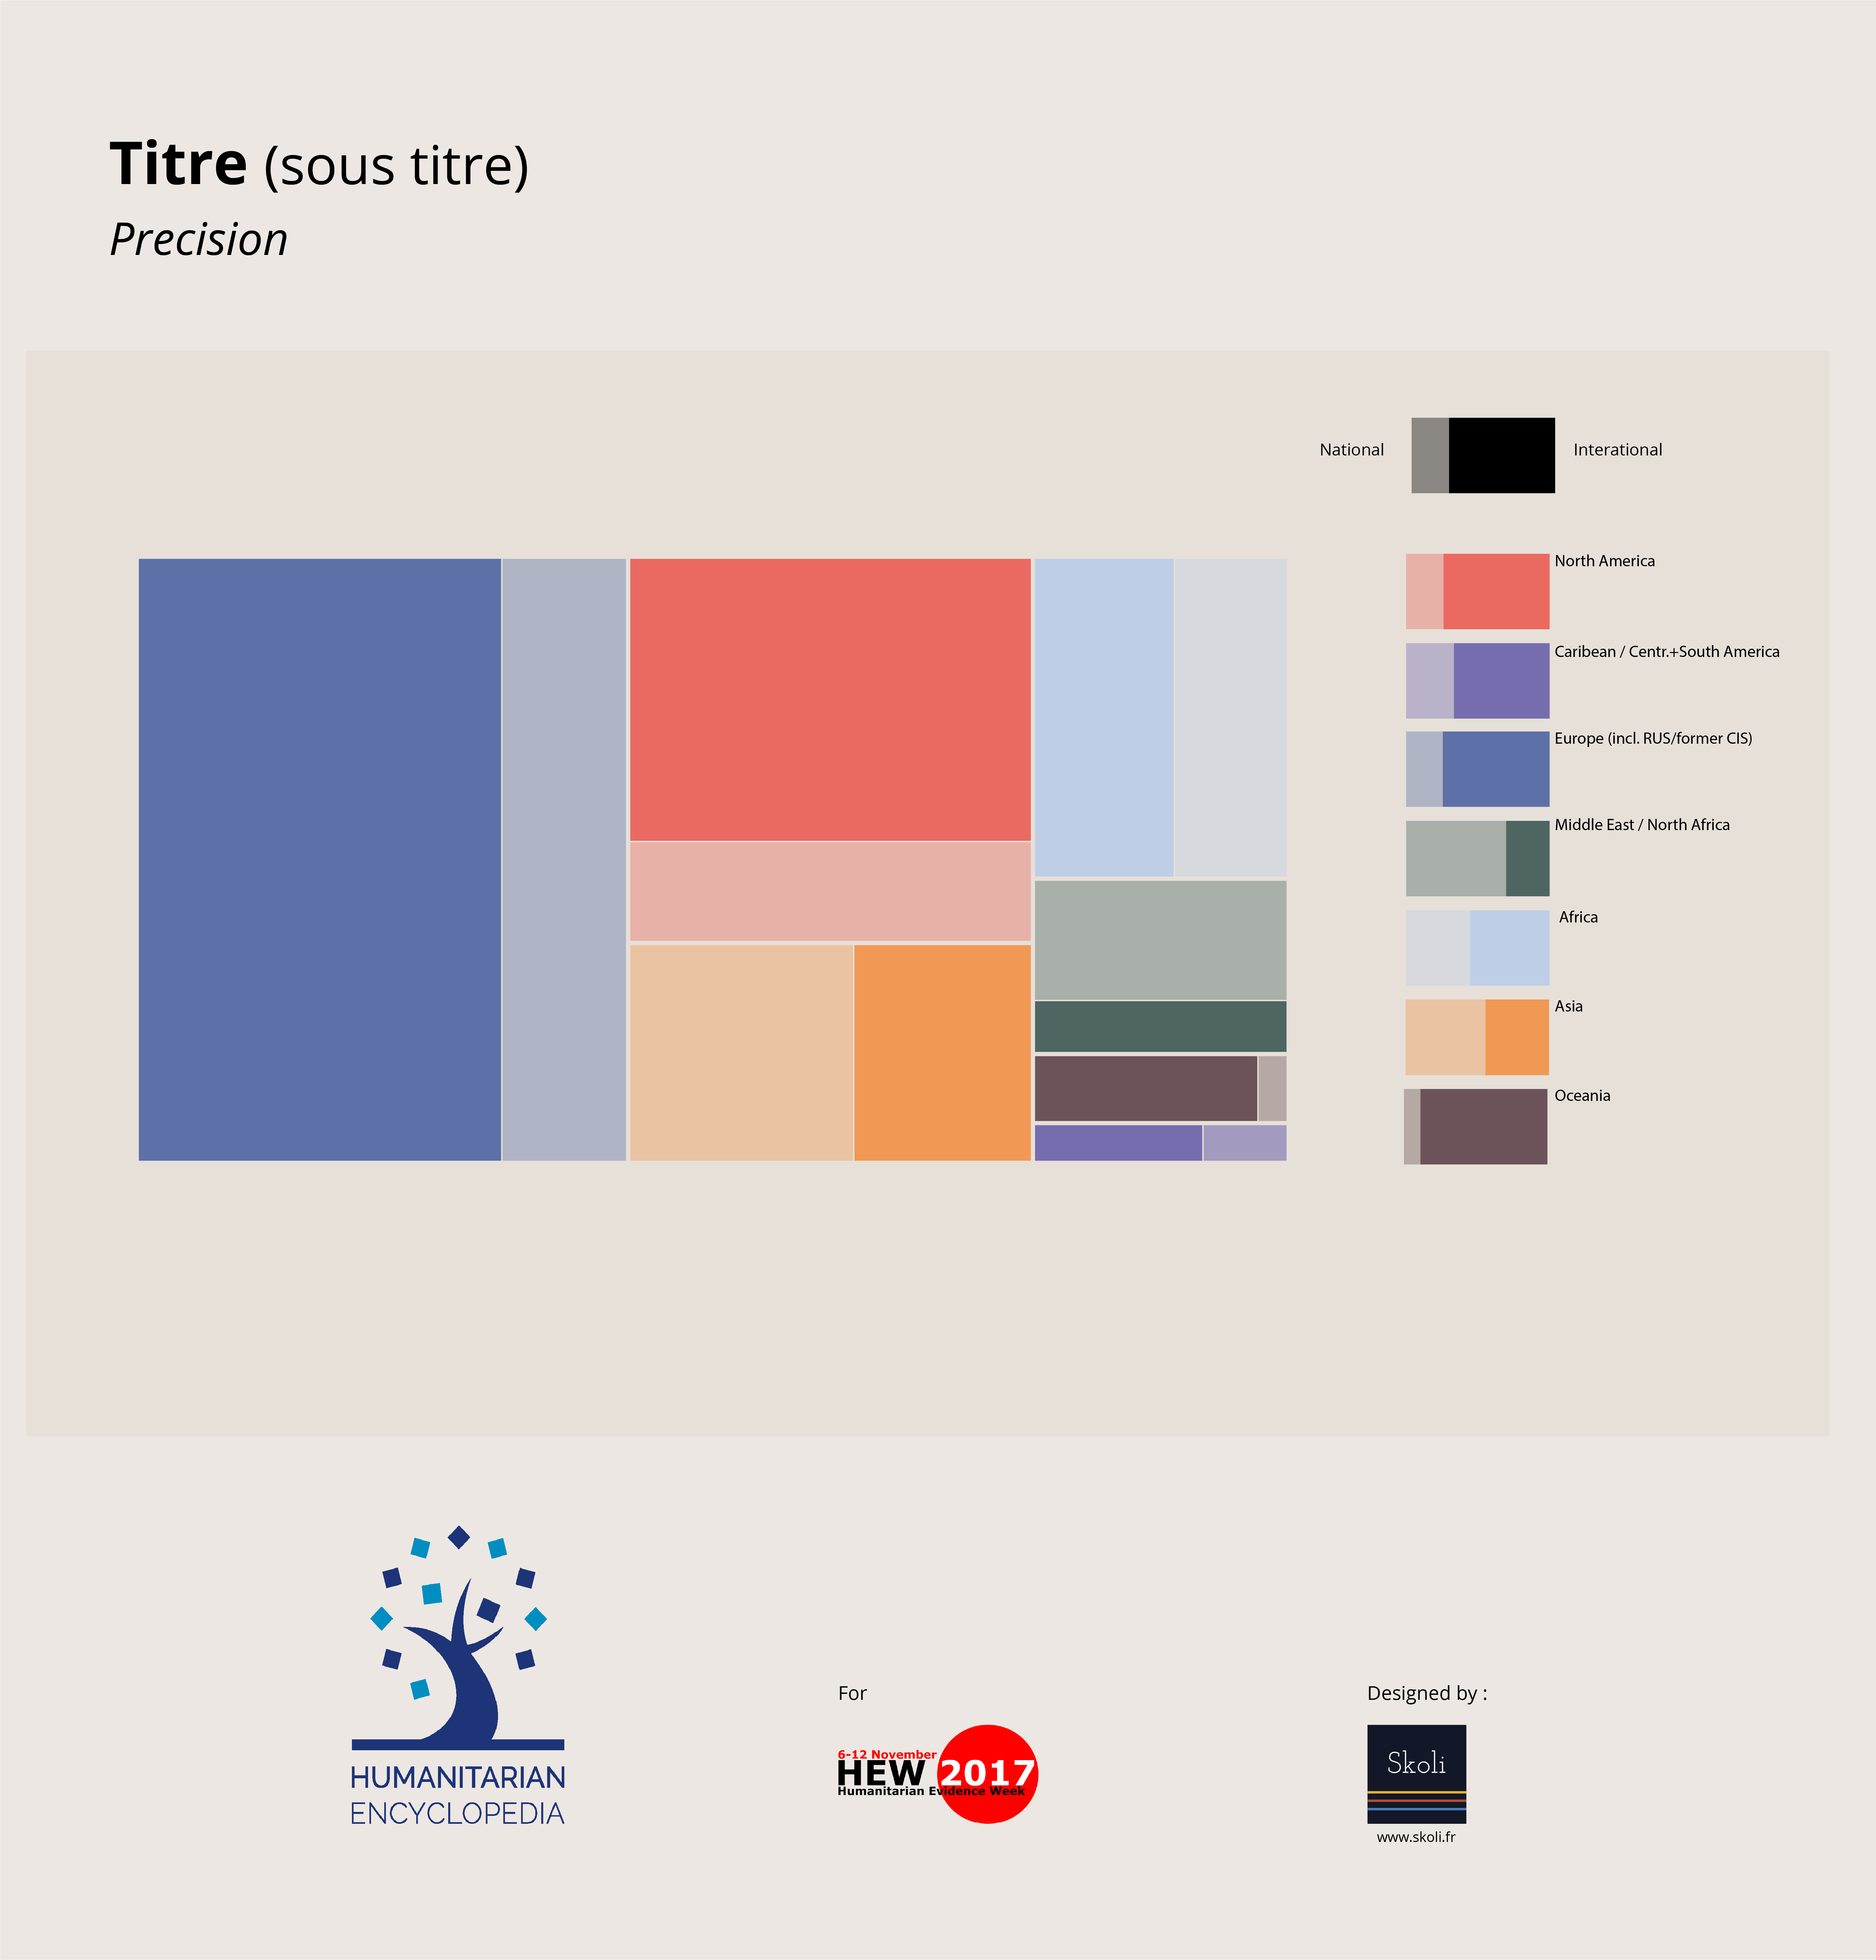 Titre (sous titre)
Precision
National
Interational
North America
Caribean / Centr.+South America
Europe (incl. RUS/former CIS)
Middle East / North Africa
Africa
Asia
Oceania
HUMANITARIAN
ENCYCLOPEDIA
For
6-12 November
HEW 2017
Humanitarian Evidence Week
Designed by :
Skoli
www.skoli.fr